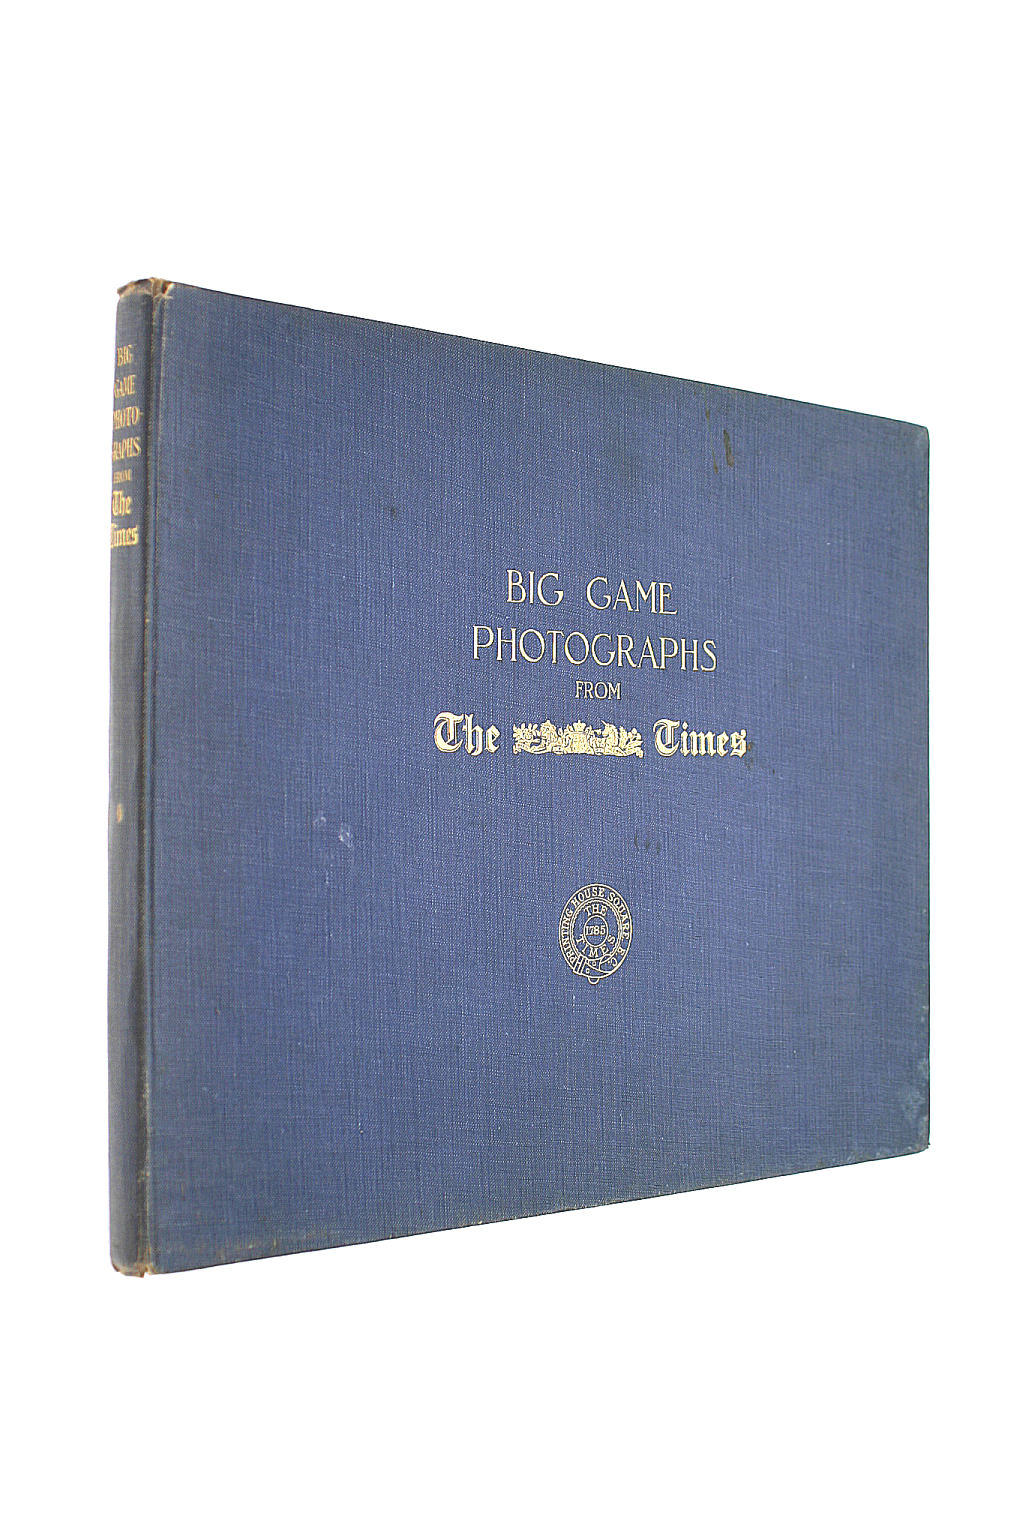 BIG
GAME
PHOTO-
GRAPHS
FROM
The
Times
BIG GAME
PHOTOGRAPHS
FROM
The Times
PRINTING HOUSE SQUARE E.C.
THE
1785
TIMES